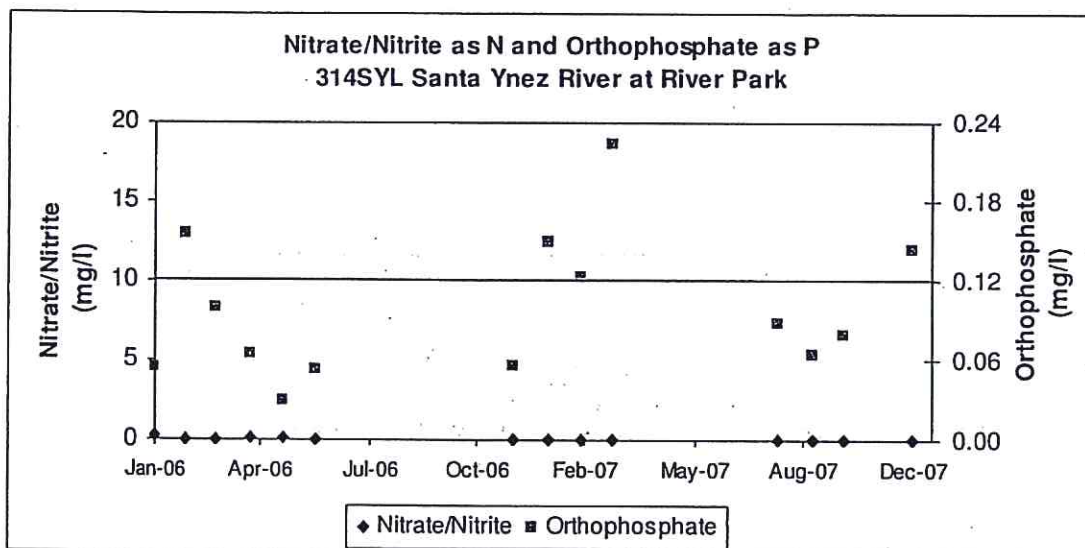 Nitrate/Nitrite as N and Orthophosphate as P
314SYL Santa Ynez River at River Park
20
15
10
5
0
Nitrate/Nitrite
(mg/l)
0.24
0.18
0.12
0.06
0.00
Orthophosphate
(mg/l)
Jan-06 Apr-06 Jul-06 Oct-06 Feb-07 May-07 Aug-07 Dec-07
Nitrate/Nitrite Orthophosphate